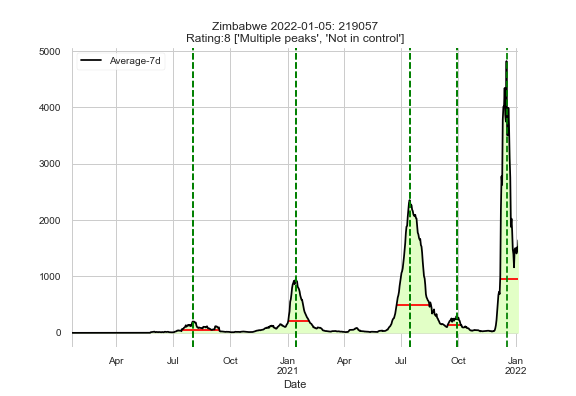 Zimbabwe 2022-01-05: 219057
Rating:8 ['Multiple peaks', 'Not in control']
Average-7d
5000
4000
3000
2000
1000
0
Apr
Jul
Oct
Jan
2021
Apr
Jul
Oct
Jan
2022
Date